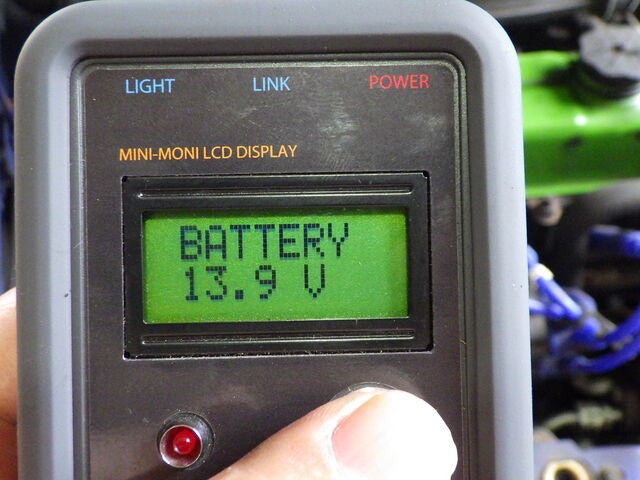 LIGHT LINK POWER
MINI-MONI LCD DISPLAY
BATTERY
13.9 V